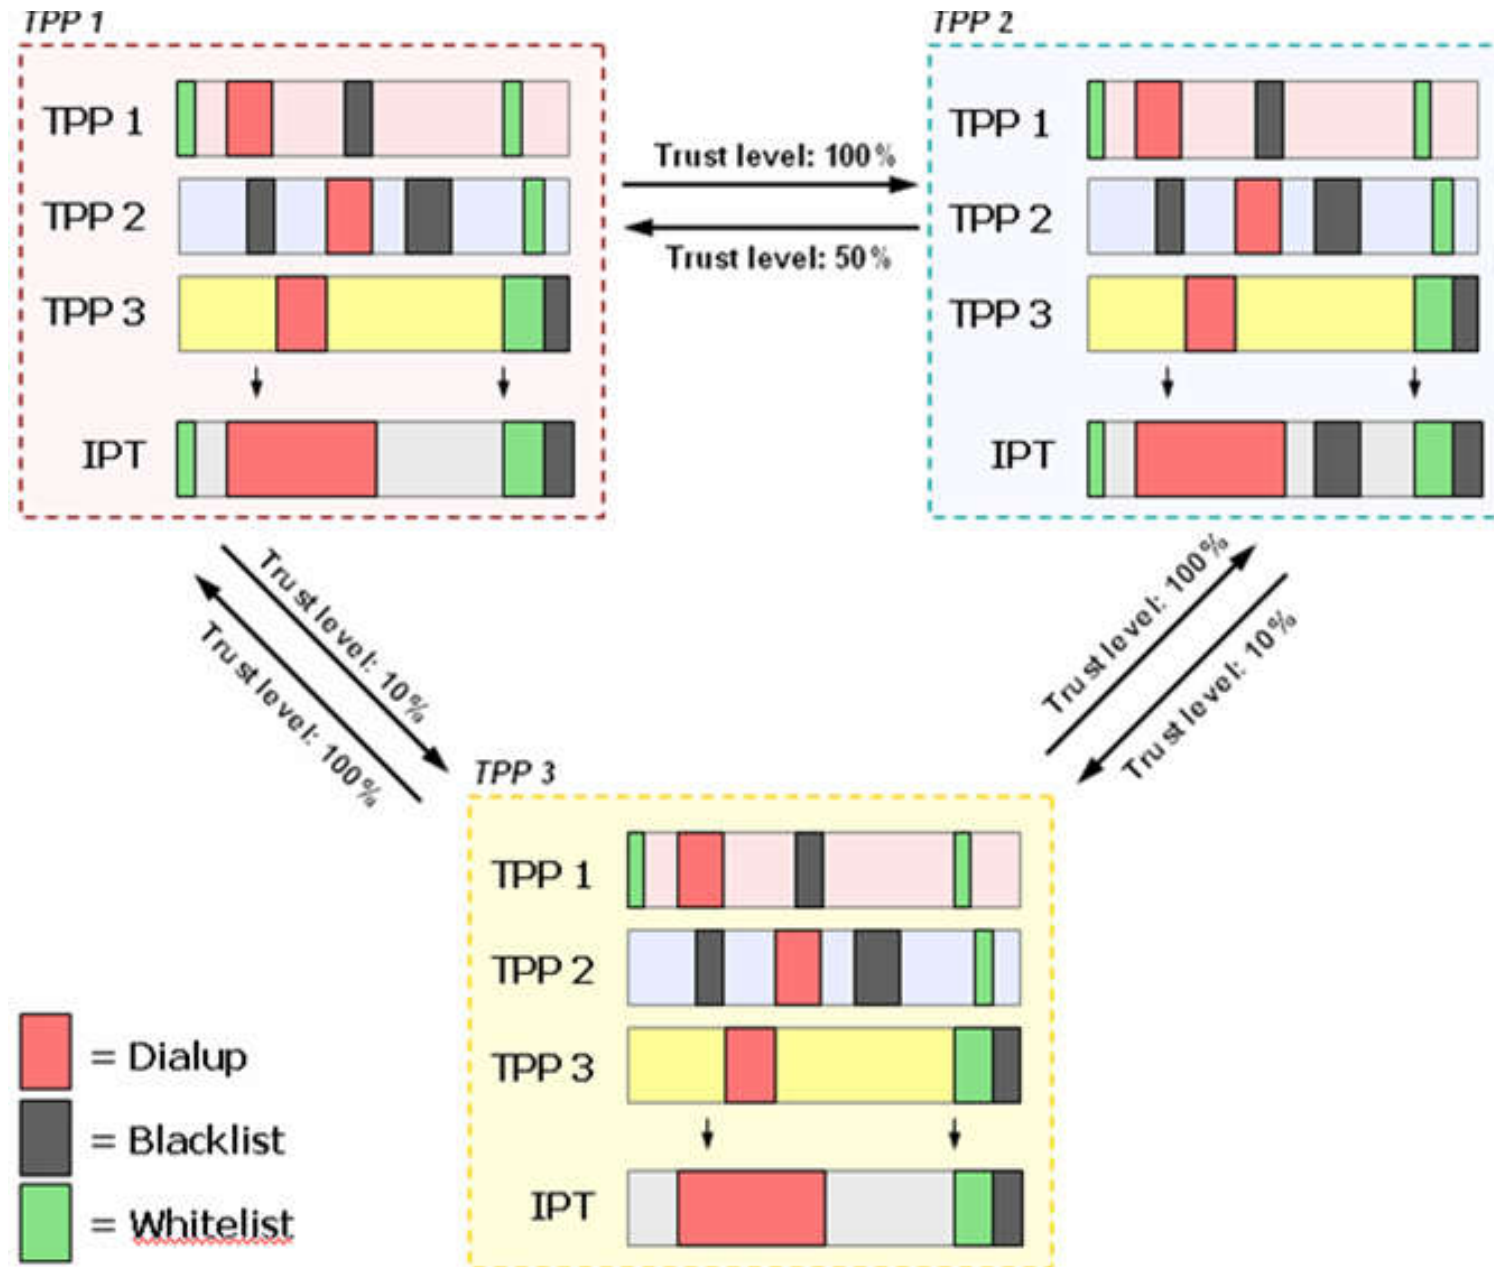 TPP 1
TPP 1
TPP 2
TPP 3
IPT
TPP 2
TPP 1
TPP 2
TPP 3
IPT
Trust level: 100%
Trust level: 50%
Trust level: 10%
Trust level: 100%
Trust level: 100%
Trust level: 10%
TPP 3
TPP 1
TPP 2
TPP 3
IPT
= Dialup
= Blacklist
= Whitelist